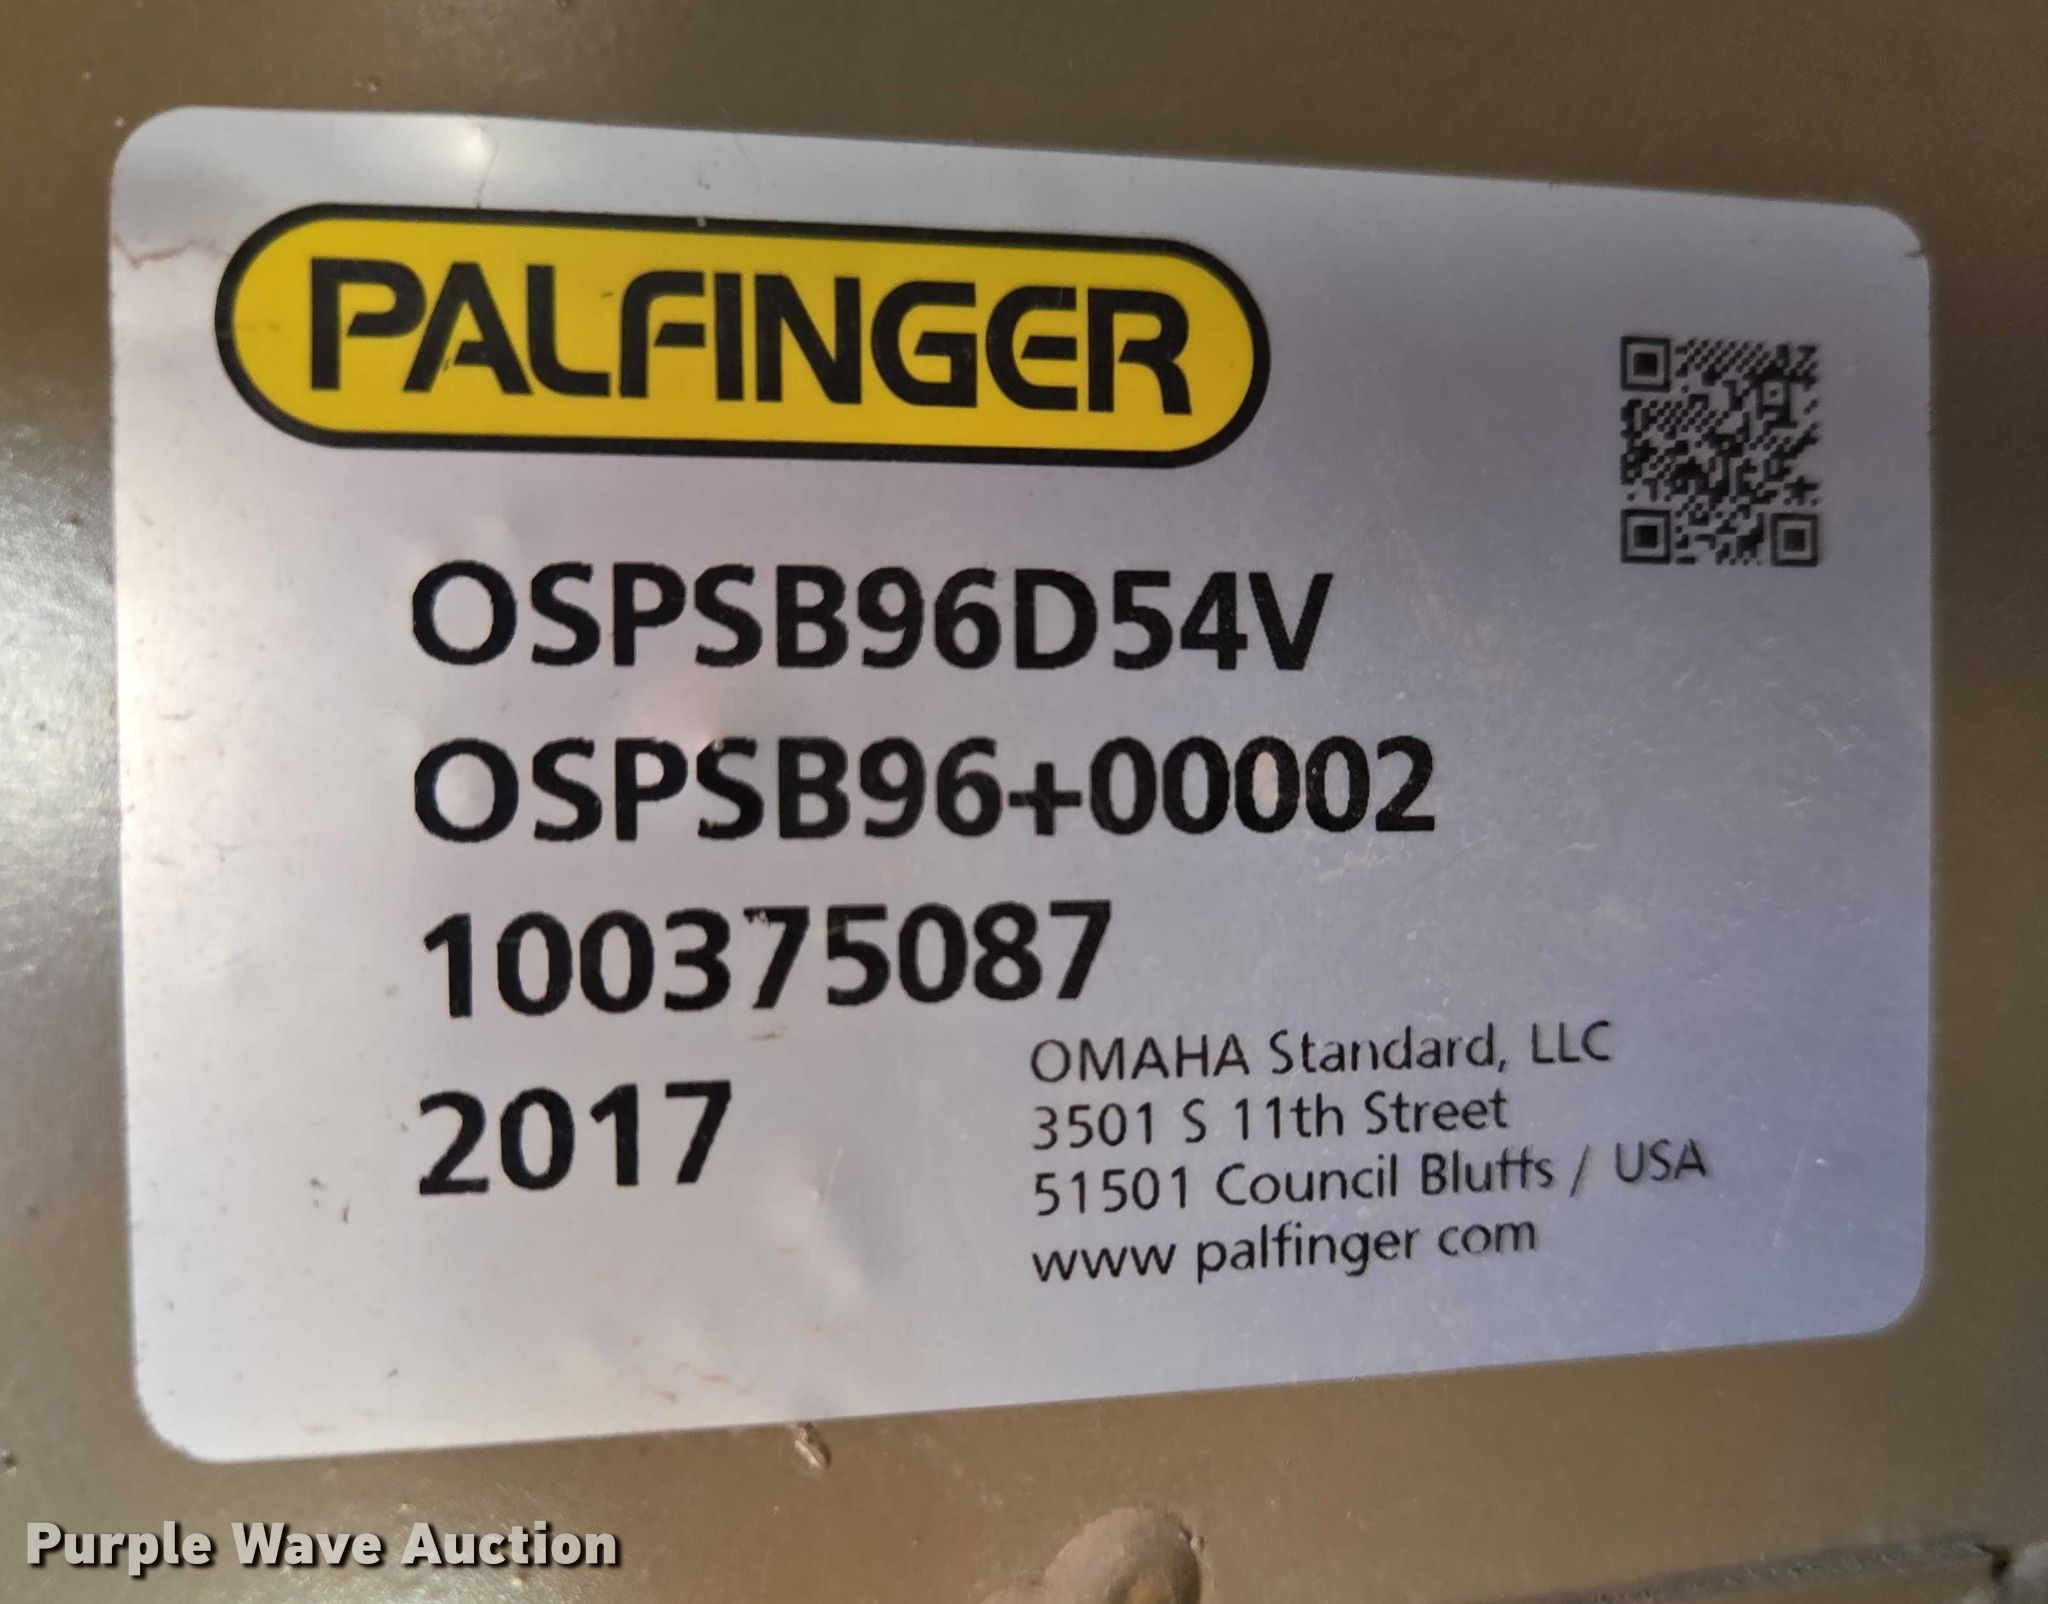 PALFINGER
OSPSB96D54V
OSPSB96+00002
100375087
2017
OMAHA Standard, LLC
3501 S 11th Street
51501 Council Bluffs / USA
www palfinger com
Purple Wave Auction